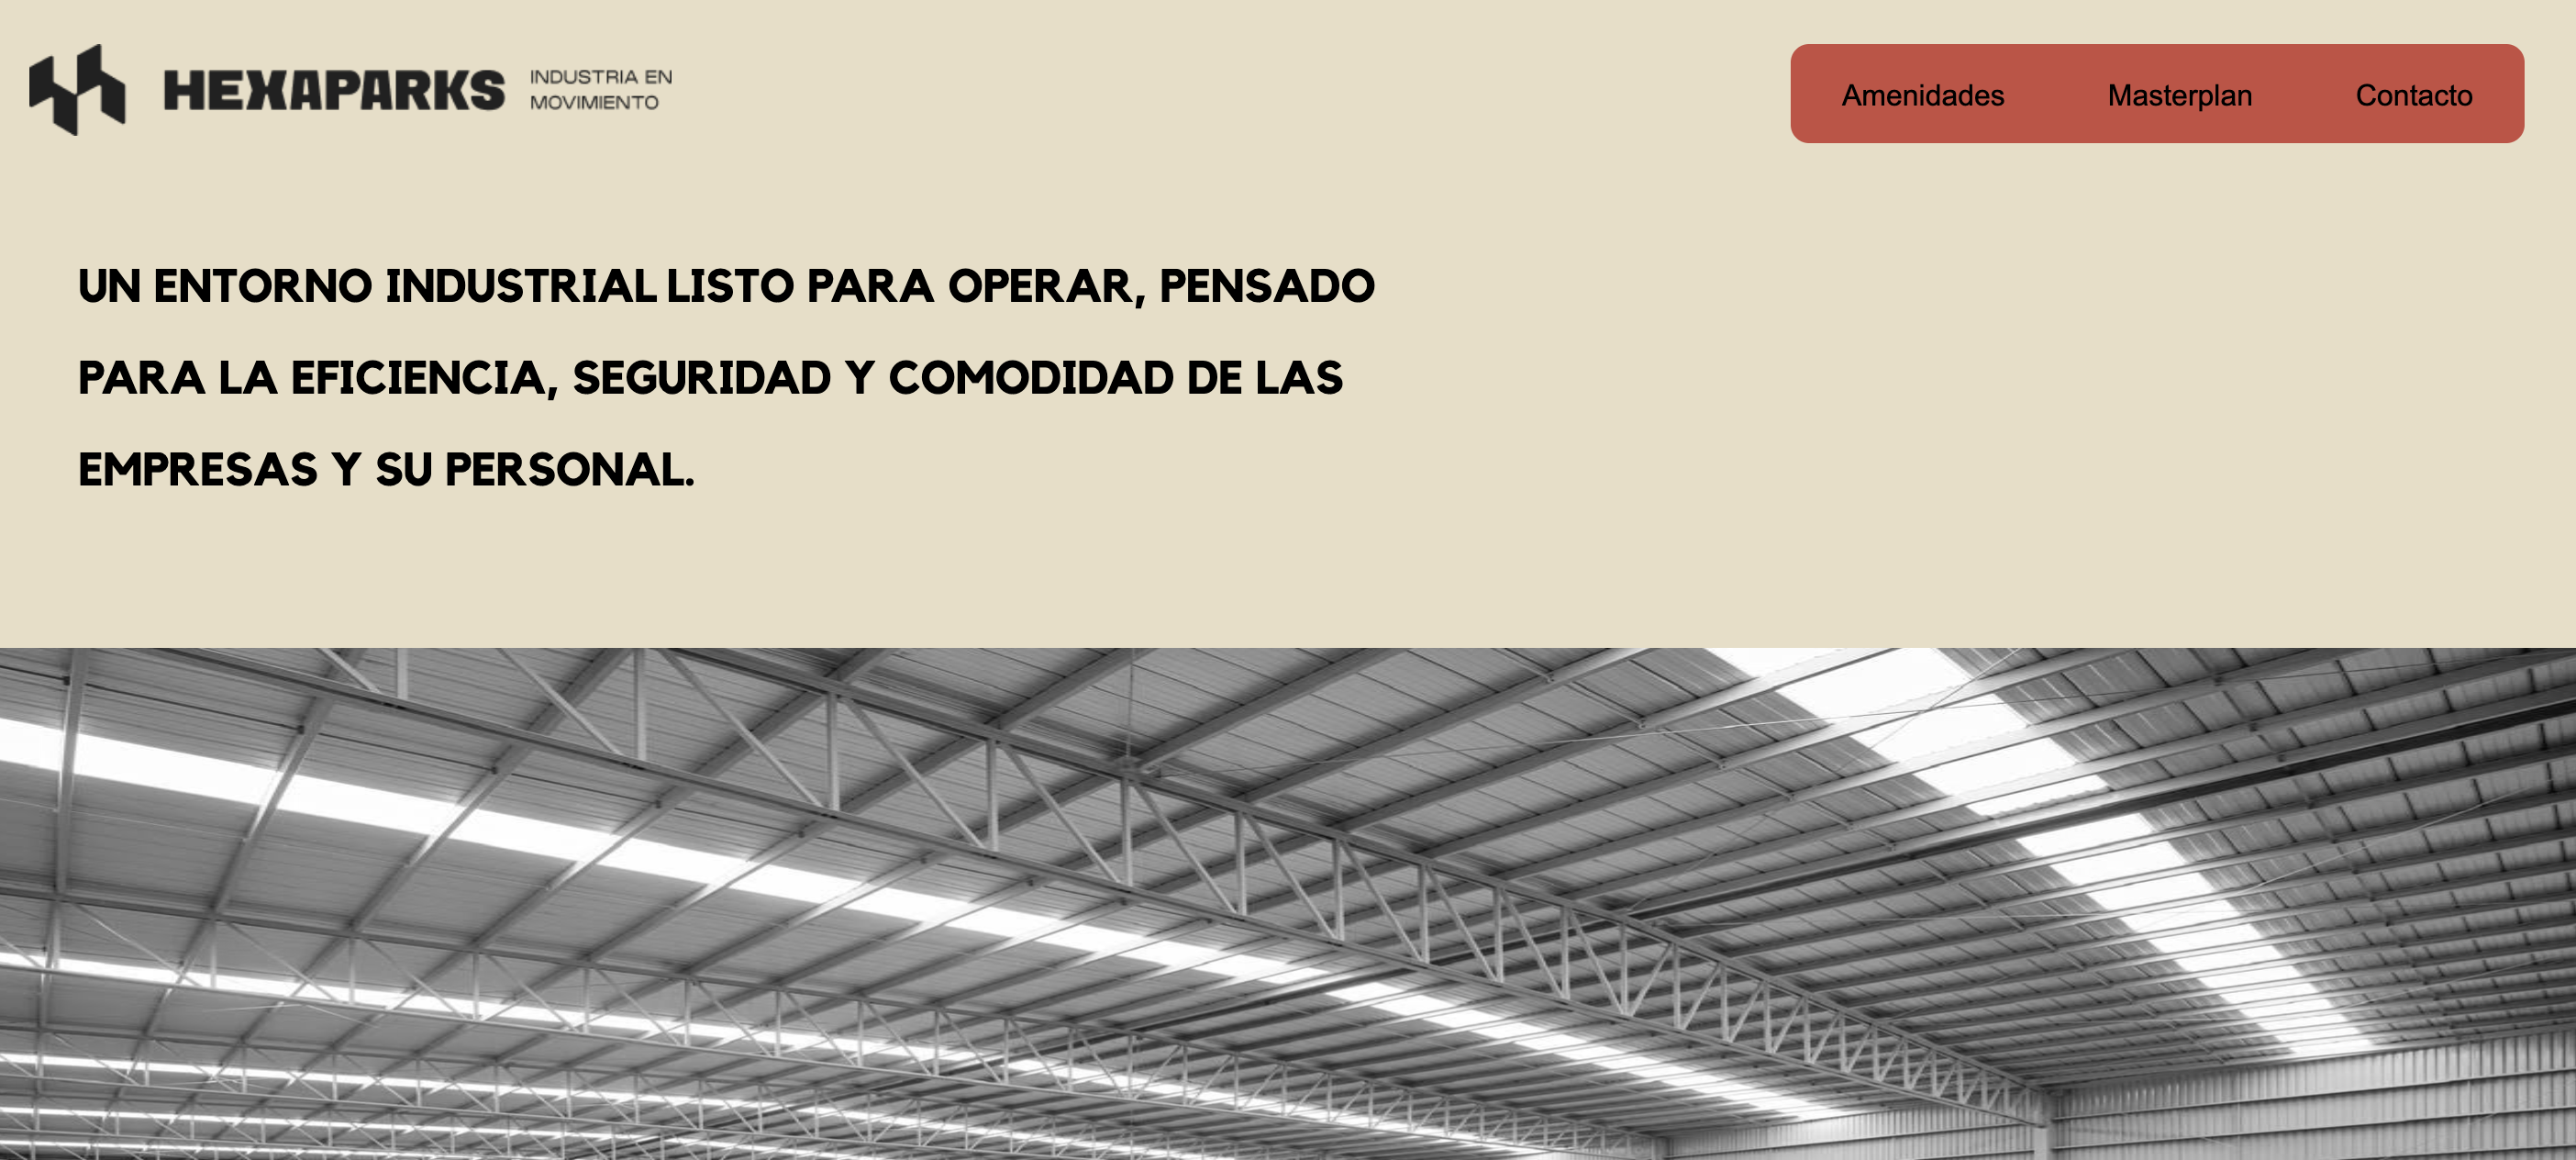 HEXAPARKS
INDUSTRIA EN
MOVIMIENTO
Amenidades Masterplan Contacto
UN ENTORNO INDUSTRIAL LISTO PARA OPERAR, PENSADO
PARA LA EFICIENCIA, SEGURIDAD Y COMODIDAD DE LAS
EMPRESAS Y SU PERSONAL.